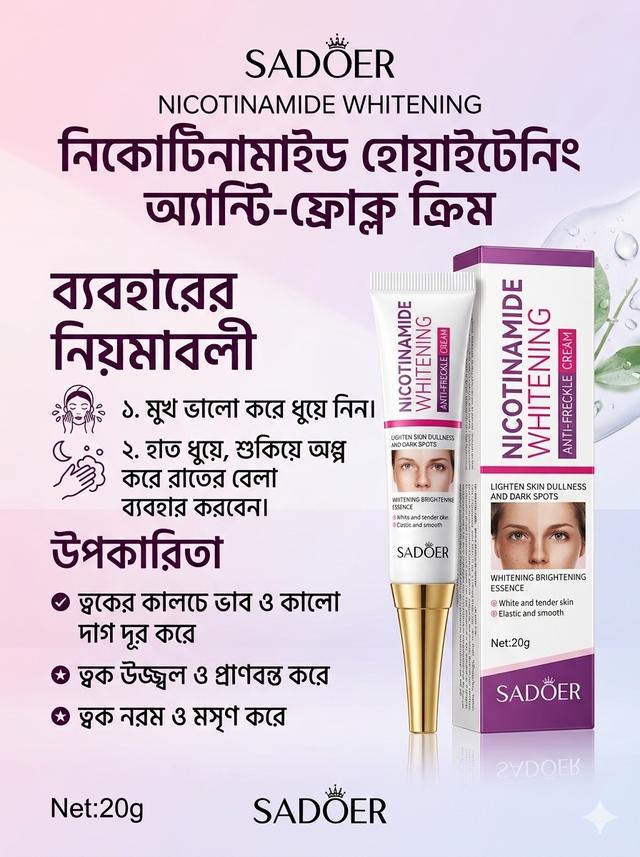 SADOER
NICOTINAMIDE WHITENING
নিকোটিনামাইড হোয়াইটেনিং
অ্যান্টি-ফ্রেক্ল ক্রিম
ব্যবহারের
নিয়মাবলী
১. মুখ ভালো করে ধুয়ে নিন।
২. হাত ধুয়ে, শুকিয়ে অল্প
করে রাতের বেলা
ব্যবহার করবেন।
উপকারিতা
ত্বকের কালচে ভাব ও কালো
দাগ দূর করে
ত্বক উজ্জ্বল ও প্রাণবন্ত করে
ত্বক নরম ও মসৃণ করে
Net:20g
SADOER
NICOTINAMIDE
WHITENING
ANTI-FRECKLE CREAM
LIGHTEN SKIN DULLNESS
AND DARK SPOTS
WHITENING BRIGHTENING
ESSENCE
White and tender skin
Elastic and smooth
SADOER
NICOTINAMIDE
WHITENING
ANTI-FRECKLE CREAM
LIGHTEN SKIN DULLNESS
AND DARK SPOTS
WHITENING BRIGHTENING
ESSENCE
White and tender skin
Elastic and smooth
Net:20g
SADOER